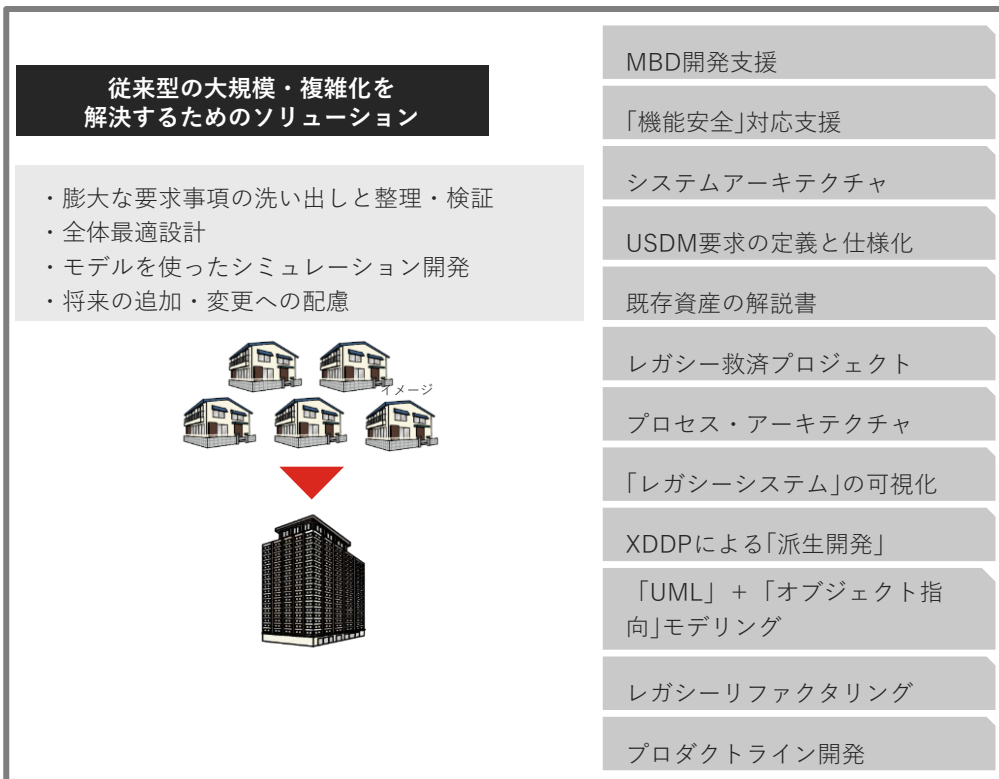 従来型の大規模・複雑化を
解決するためのソリューション
・膨大な要求事項の洗い出しと整理・検証
・全体最適設計
・モデルを使ったシミュレーション開発
・将来の追加・変更への配慮
イメージ
MBD開発支援
｢機能安全｣対応支援
システムアーキテクチャ
USDM要求の定義と仕様化
既存資産の解説書
レガシー救済プロジェクト
プロセス・アーキテクチャ
｢レガシーシステム｣の可視化
XDDPによる｢派生開発｣
「UML」+「オブジェクト指
向｣モデリング
レガシーリファクタリング
プロダクトライン開発